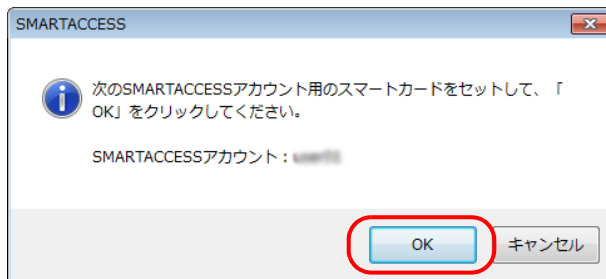 SMARTACCESS
次のSMARTACCESSアカウント用のスマートカードをセットして、「
OK」をクリックしてください。
SMARTACCESSアカウント：
OK
キャンセル